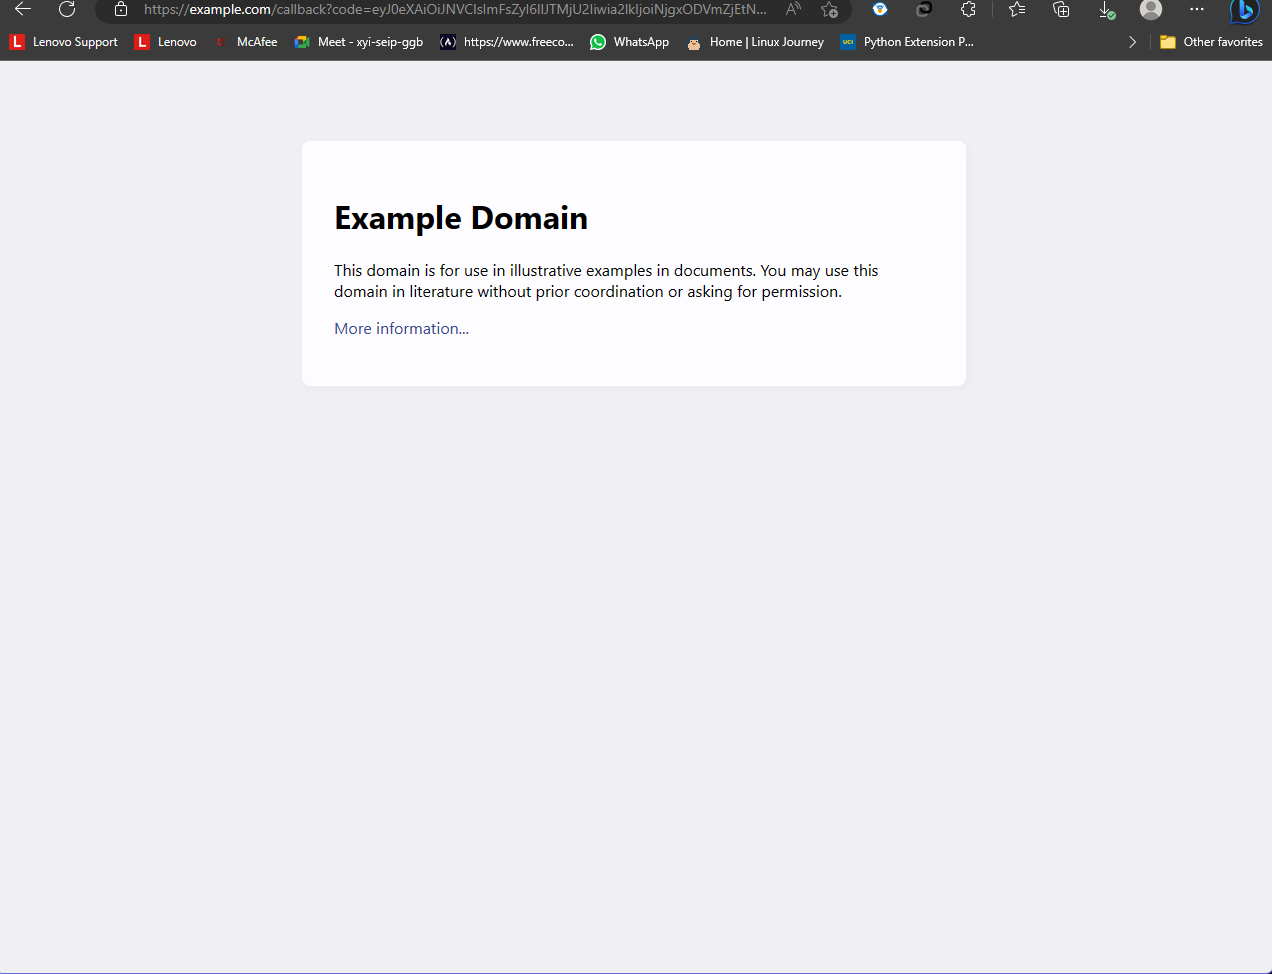 https://example.com/callback?code=eyJ0eXAiOiJNVCIsImFsZyI6IlJTMjU2Iiwia2lkIjoiNjgxODVmZjEtN...
Lenovo Support
Lenovo
McAfee
Meet - xyi-seip-ggb
https://www.freeco...
WhatsApp
Home | Linux Journey
UCI
Python Extension P...
Other favorites
Example Domain
This domain is for use in illustrative examples in documents. You may use this
domain in literature without prior coordination or asking for permission.
More information...